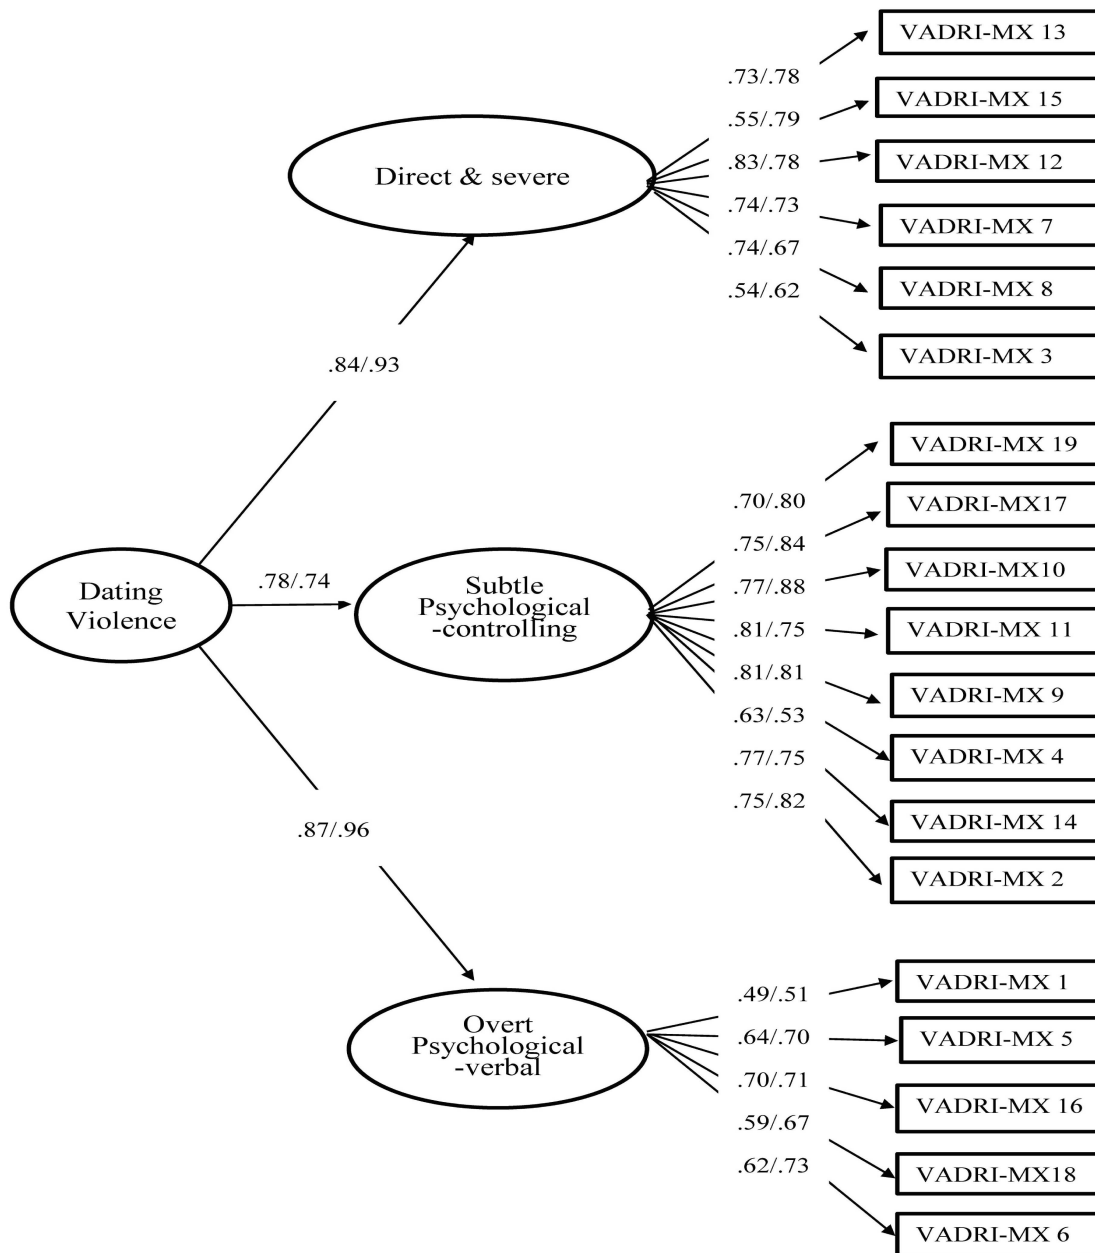 VADRI-MX 13
.73/.78
VADRI-MX 15
.55/.79
VADRI-MX 12
.83/.78
Direct & severe
.74/.73
VADRI-MX 7
.74/.67
VADRI-MX 8
.54/.62
VADRI-MX 3
.84/.93
VADRI-MX 19
.70/.80
VADRI-MX17
.75/.84
VADRI-MX10
.77/.88
Dating
Violence
.78/.74
Subtle
Psychological
-controlling
.81/.75
VADRI-MX 11
.81/.81
VADRI-MX 9
.63/.53
VADRI-MX 4
.77/.75
VADRI-MX 14
.75/.82
VADRI-MX 2
.87/.96
VADRI-MX 1
.49/.51
Overt
Psychological
-verbal
.64/.70
VADRI-MX 5
.70/.71
VADRI-MX 16
.59/.67
VADRI-MX18
.62/.73
VADRI-MX 6